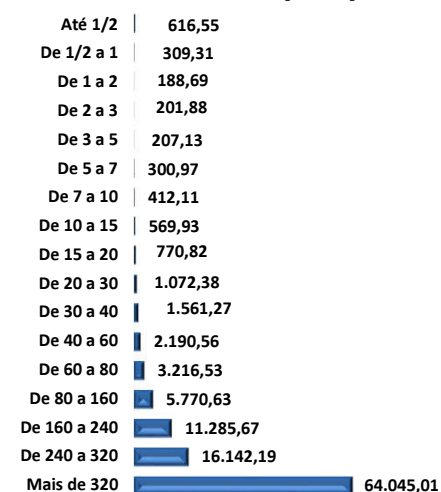 Até 1/2 616,55
De 1/2 a 1 309,31
De 1 a 2 188,69
De 2 a 3 201,88
De 3 a 5 207,13
De 5 a 7 300,97
De 7 a 10 412,11
De 10 a 15 569,93
De 15 a 20 770,82
De 20 a 30 1.072,38
De 30 a 40 1.561,27
De 40 a 60 2.190,56
De 60 a 80 3.216,53
De 80 a 160 5.770,63
De 160 a 240 11.285,67
De 240 a 320 16.142,19
Mais de 320 64.045,01